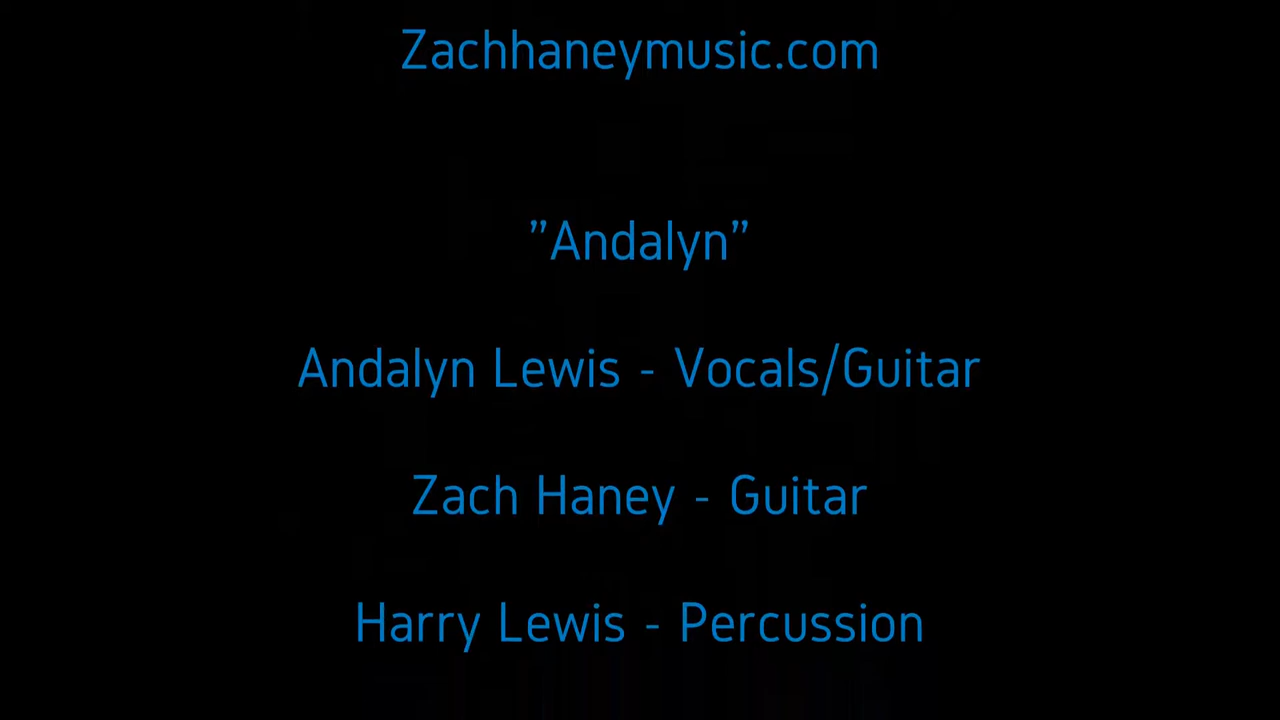 Zachhaneymusic.com
”Andalyn”
Andalyn Lewis - Vocals/Guitar
Zach Haney - Guitar
Harry Lewis - Percussion